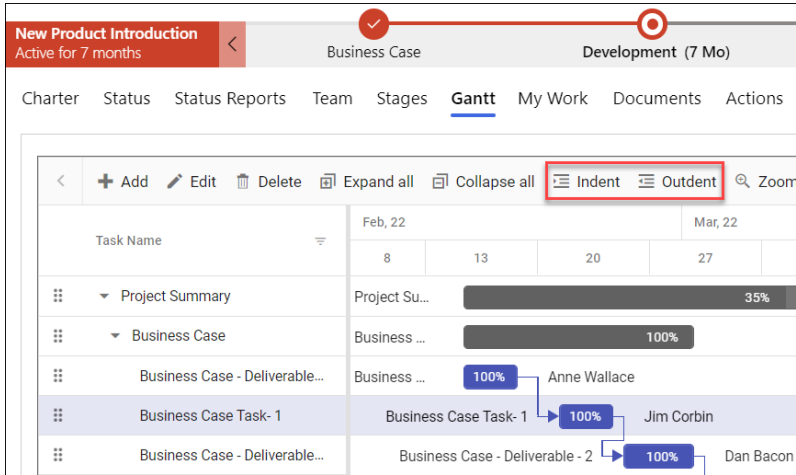 New Product Introduction
Active for 7 months
Business Case
Development (7 Mo)
Charter Status Status Reports Team Stages Gantt My Work Documents Actions
Add Edit Delete Expand all Collapse all Indent Outdent Zoom
Task Name
Feb, 22 Mar, 22
8 13 20 27
Project Summary Project Su... 35%
Business Case Business ... 100%
Business Case - Deliverable... Business ... 100% Anne Wallace
Business Case Task- 1 Business Case Task- 1 100% Jim Corbin
Business Case - Deliverable... Business Case - Deliverable - 2 100% Dan Bacon